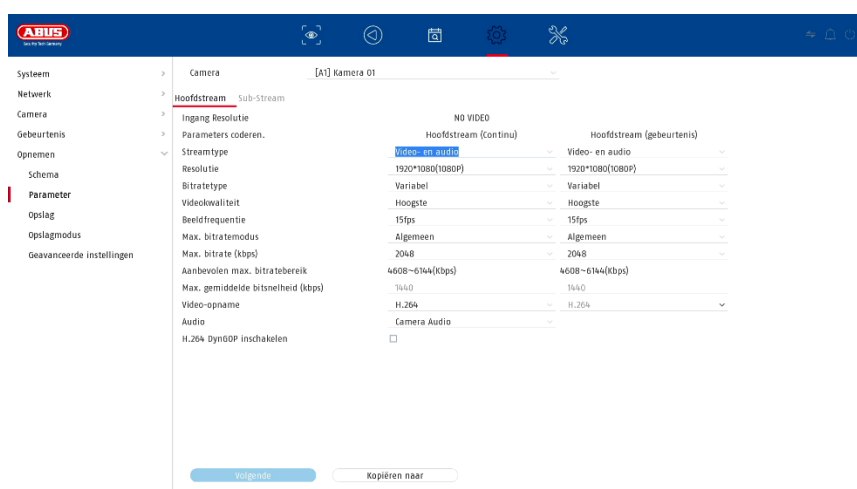 ABUS
Security Tech Germany
Systeem
Netwerk
Camera
Gebeurtenis
Opnemen
Schema
Parameter
Opslag
Opslagmodus
Geavanceerde instellingen
Camera [A1] Kamera 01
Hoofdstream Sub-Stream
Ingang Resolutie NO VIDEO
Parameters coderen. Hoofdstream (Continu) Hoofdstream (gebeurtenis)
Streamtype Video- en audio Video- en audio
Resolutie 1920*1080(1080P) 1920*1080(1080P)
Bitratetype Variabel Variabel
Videokwaliteit Hoogste Hoogste
Beeldfrequentie 15fps 15fps
Max. bitratemodus Algemeen Algemeen
Max. bitrate (kbps) 2048 2048
Aanbevolen max. bitratebereik 4608~6144(Kbps) 4608~6144(Kbps)
Max. gemiddelde bitsnelheid (kbps) 1440 1440
Video-opname H.264 H.264
Audio Camera Audio
H.264 DynGOP inschakelen
Volgende Kopiëren naar